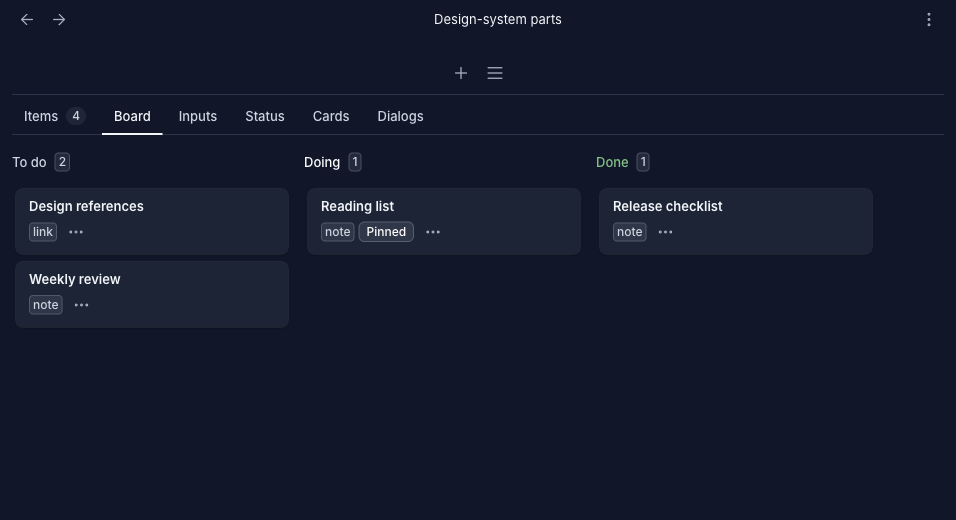 Design-system parts
Items 4 Board Inputs Status Cards Dialogs
To do 2
Design references
link
Weekly review
note
Doing 1
Reading list
note Pinned
Done 1
Release checklist
note